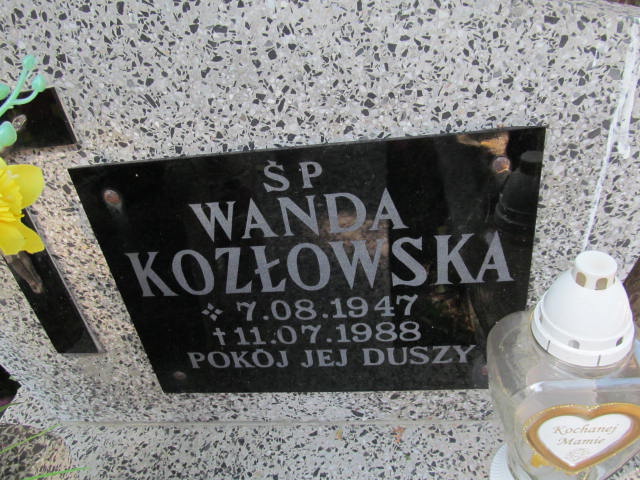 ŚP
WANDA
KOZŁOWSKA
7.08.1947
†11.07.1988
POKÓJ JEJ DUSZY
Kochanej
Mamie